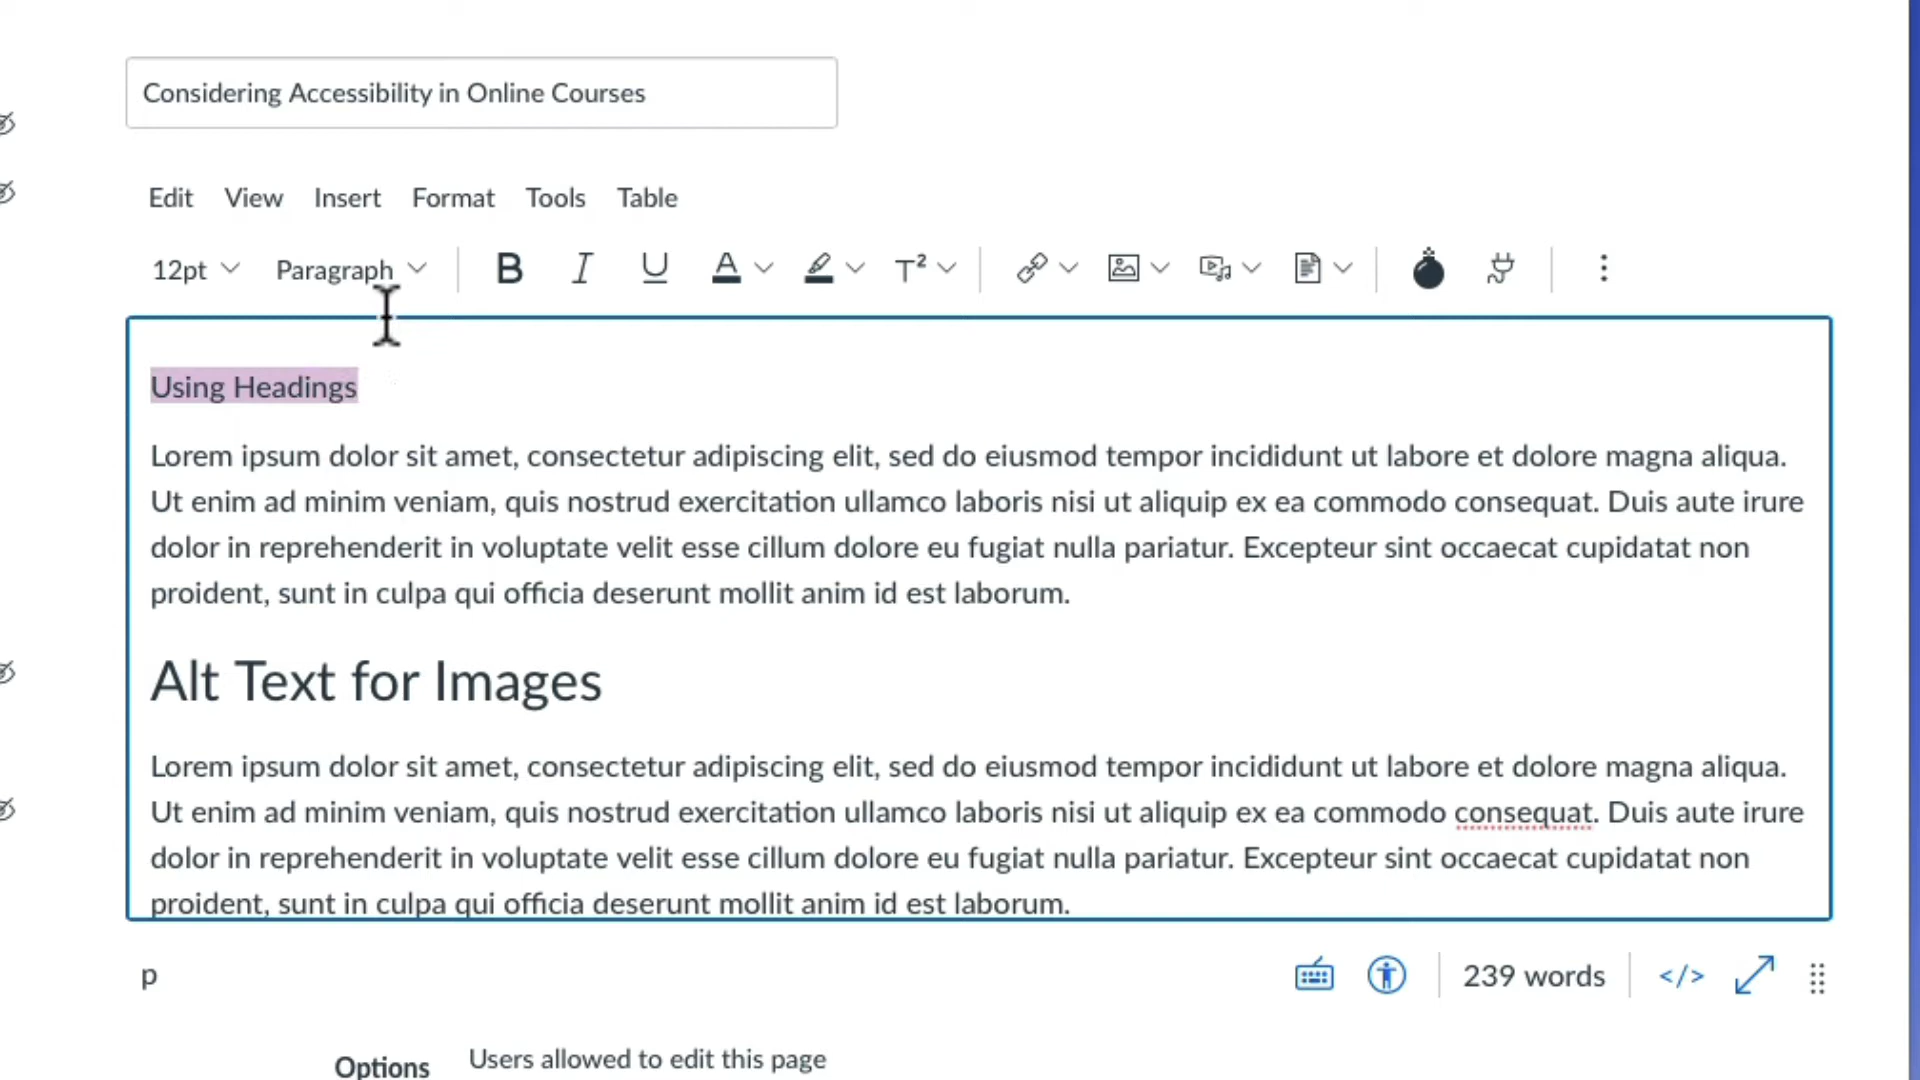 Considering Accessibility in Online Courses
Edit View Insert Format Tools Table
12pt Paragraph B I U A T²
Using Headings
Lorem ipsum dolor sit amet, consectetur adipiscing elit, sed do eiusmod tempor incididunt ut labore et dolore magna aliqua.
Ut enim ad minim veniam, quis nostrud exercitation ullamco laboris nisi ut aliquip ex ea commodo consequat. Duis aute irure
dolor in reprehenderit in voluptate velit esse cillum dolore eu fugiat nulla pariatur. Excepteur sint occaecat cupidatat non
proident, sunt in culpa qui officia deserunt mollit anim id est laborum.
Alt Text for Images
Lorem ipsum dolor sit amet, consectetur adipiscing elit, sed do eiusmod tempor incididunt ut labore et dolore magna aliqua.
Ut enim ad minim veniam, quis nostrud exercitation ullamco laboris nisi ut aliquip ex ea commodo consequat. Duis aute irure
dolor in reprehenderit in voluptate velit esse cillum dolore eu fugiat nulla pariatur. Excepteur sint occaecat cupidatat non
proident, sunt in culpa qui officia deserunt mollit anim id est laborum.
p 239 words </>
Options Users allowed to edit this page